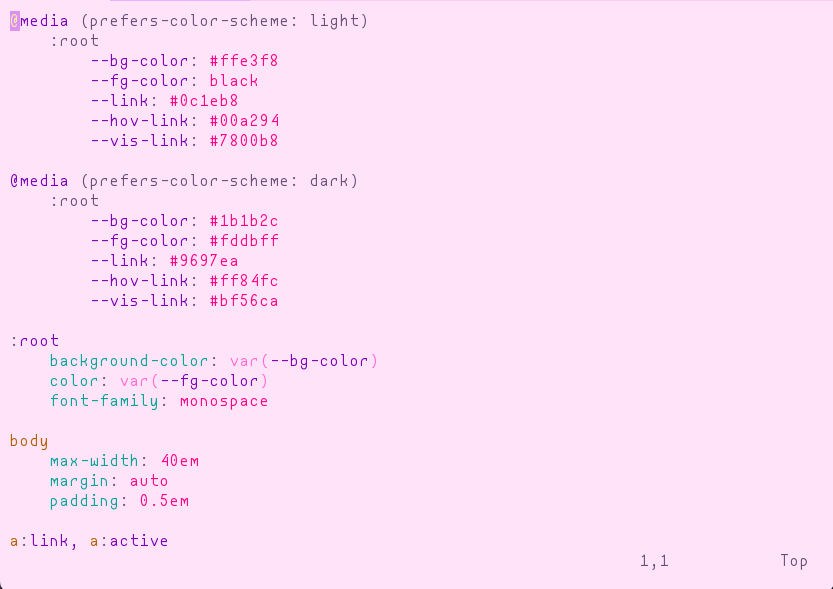 @media (prefers-color-scheme: light)
    :root
        --bg-color: #ffe3f8
        --fg-color: black
        --link: #0c1eb8
        --hov-link: #00a294
        --vis-link: #7800b8

@media (prefers-color-scheme: dark)
    :root
        --bg-color: #1b1b2c
        --fg-color: #fddbff
        --link: #9697ea
        --hov-link: #ff84fc
        --vis-link: #bf56ca

:root
    background-color: var(--bg-color)
    color: var(--fg-color)
    font-family: monospace

body
    max-width: 40em
    margin: auto
    padding: 0.5em

a:link, a:active
1,1 Top